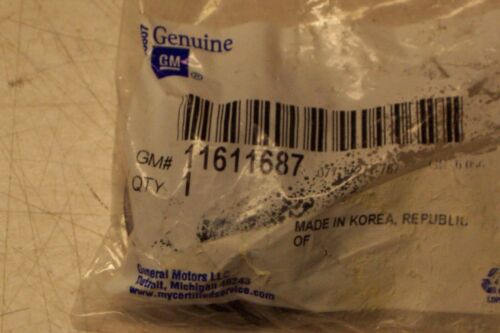 Genuine
GM
GM# 11611687
QTY 1
MADE IN KOREA, REPUBLIC
OF
General Motors LLC
Detroit, Michigan 48243
www.mycertifiedservice.com